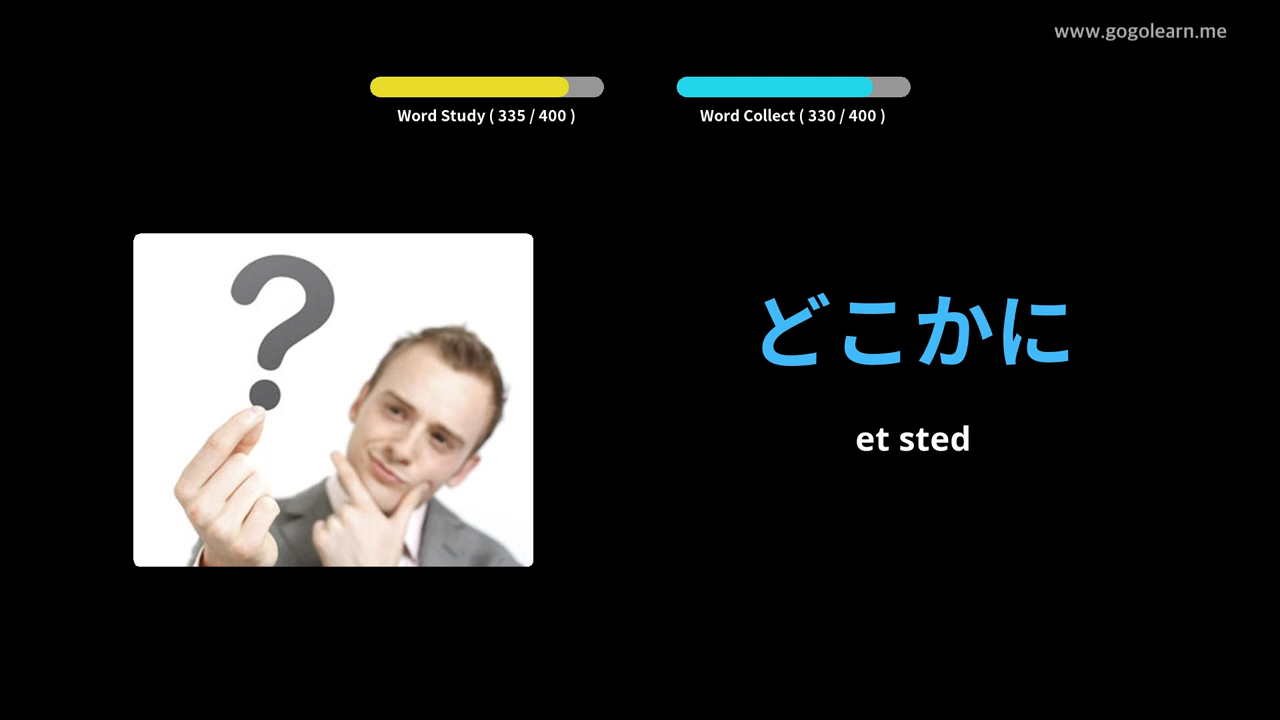 www.gogolearn.me
Word Study ( 335 / 400 )
Word Collect ( 330 / 400 )
?
どこかに
et sted